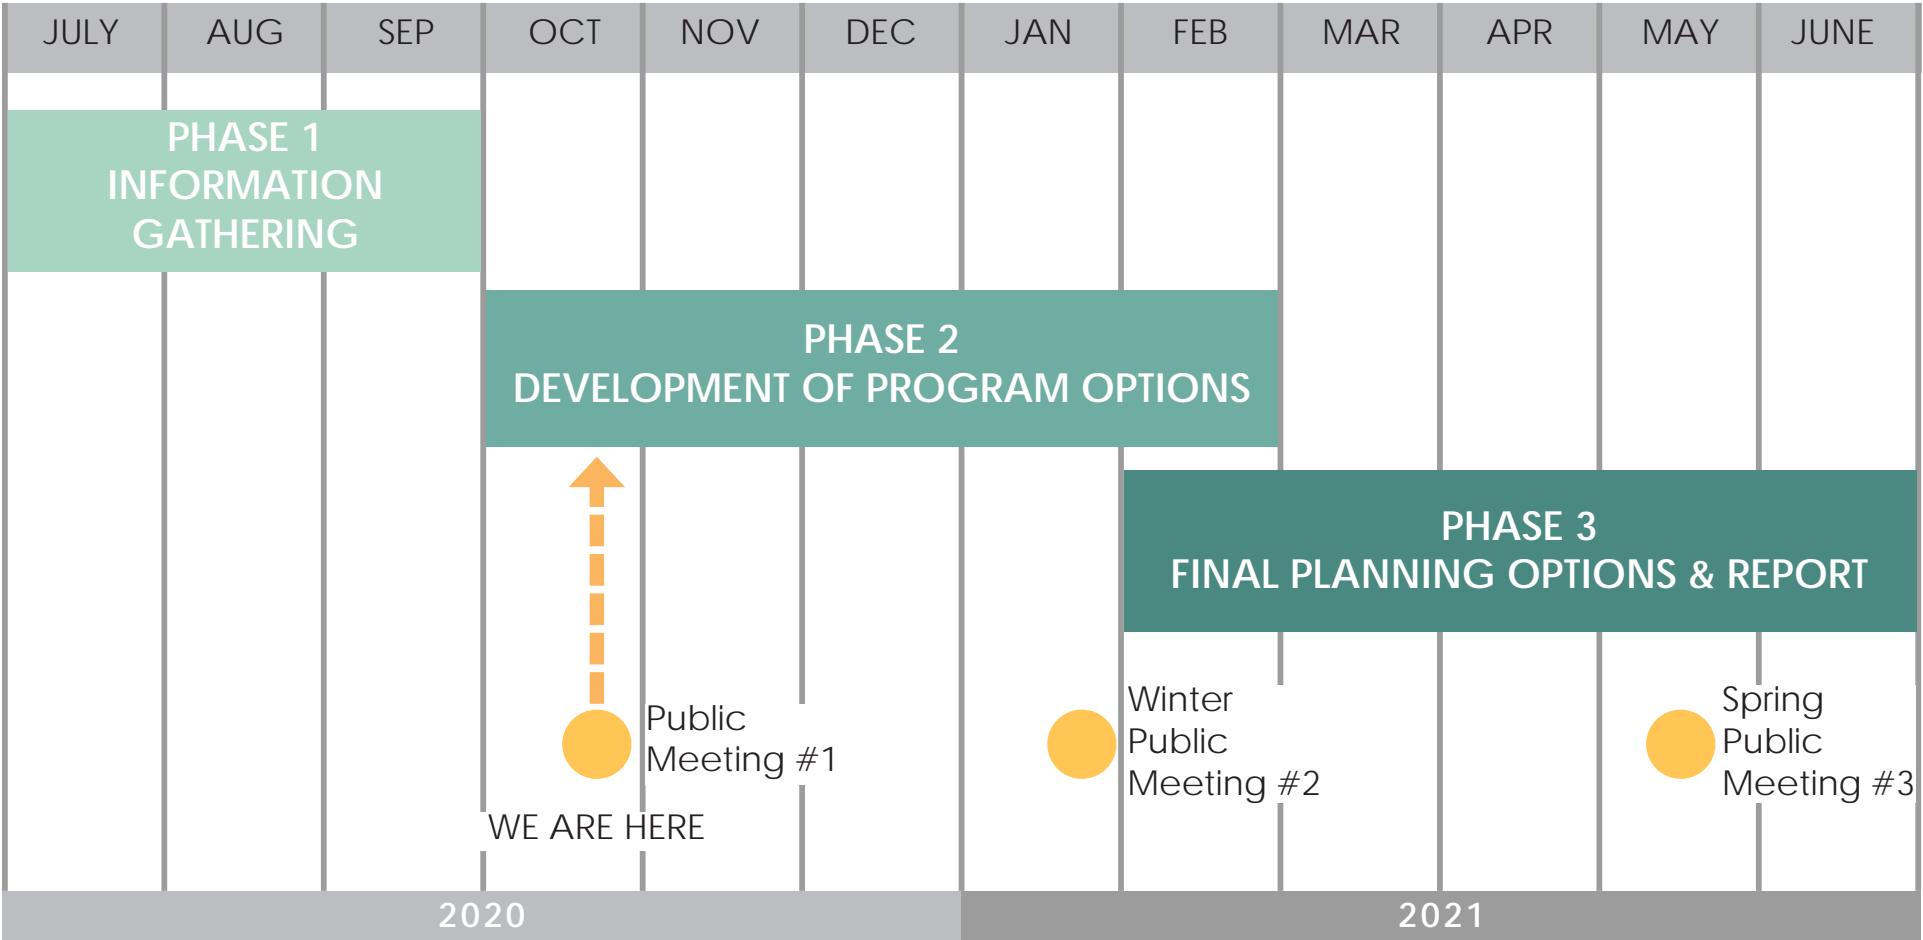 JULY AUG SEP OCT NOV DEC JAN FEB MAR APR MAY JUNE
PHASE 1
INFORMATION
GATHERING
PHASE 2
DEVELOPMENT OF PROGRAM OPTIONS
PHASE 3
FINAL PLANNING OPTIONS & REPORT
Public
Meeting #1
WE ARE HERE
Winter
Public
Meeting #2
Spring
Public
Meeting #3
2020 2021